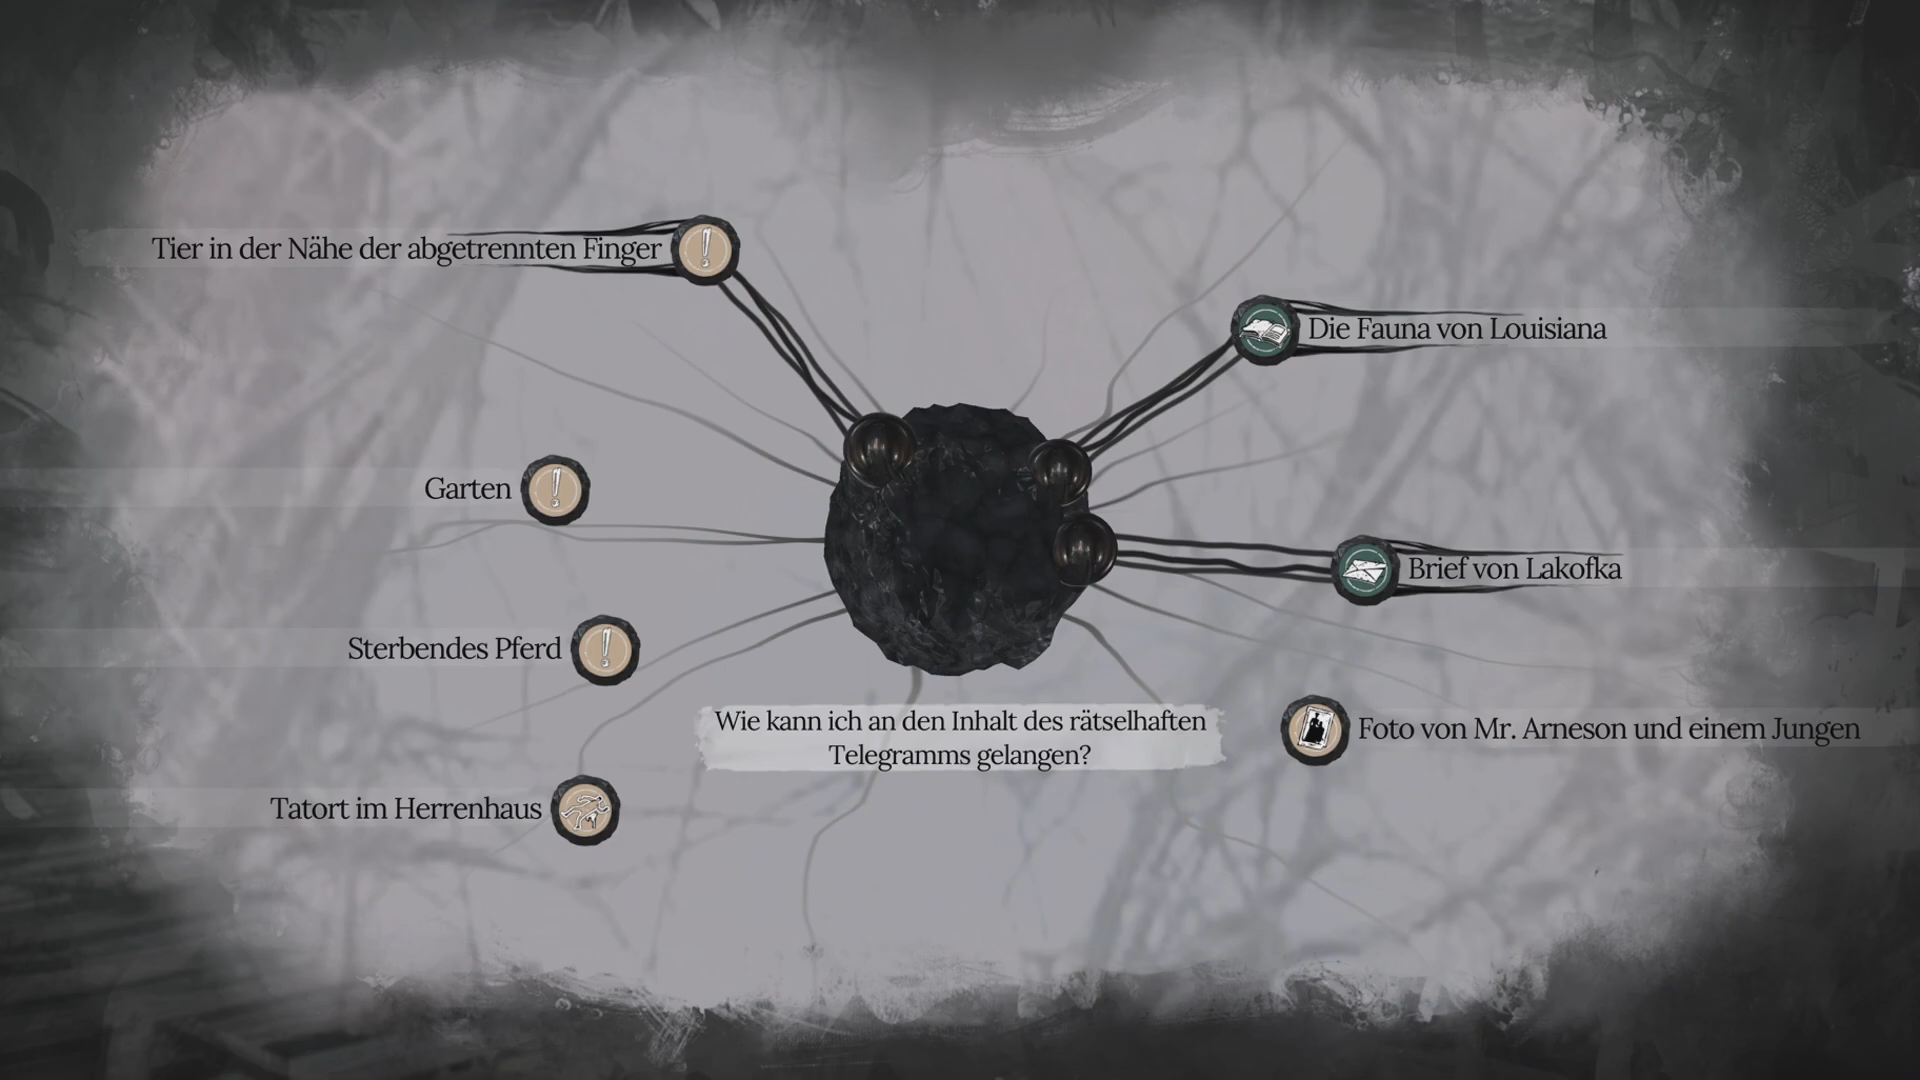 Tier in der Nähe der abgetrennten Finger
Die Fauna von Louisiana
Garten
Brief von Lakofka
Sterbendes Pferd
Wie kann ich an den Inhalt des rätselhaften
Telegramms gelangen?
Foto von Mr. Arneson und einem Jungen
Tatort im Herrenhaus